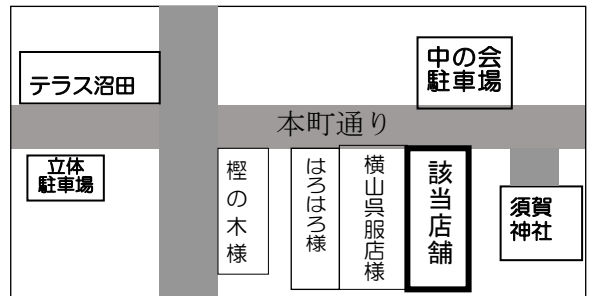 テラス沼田
中の会
駐車場
本町通り
立体
駐車場
樫の木様
はろはろ様
横山呉服店様
該当店舗
須賀
神社